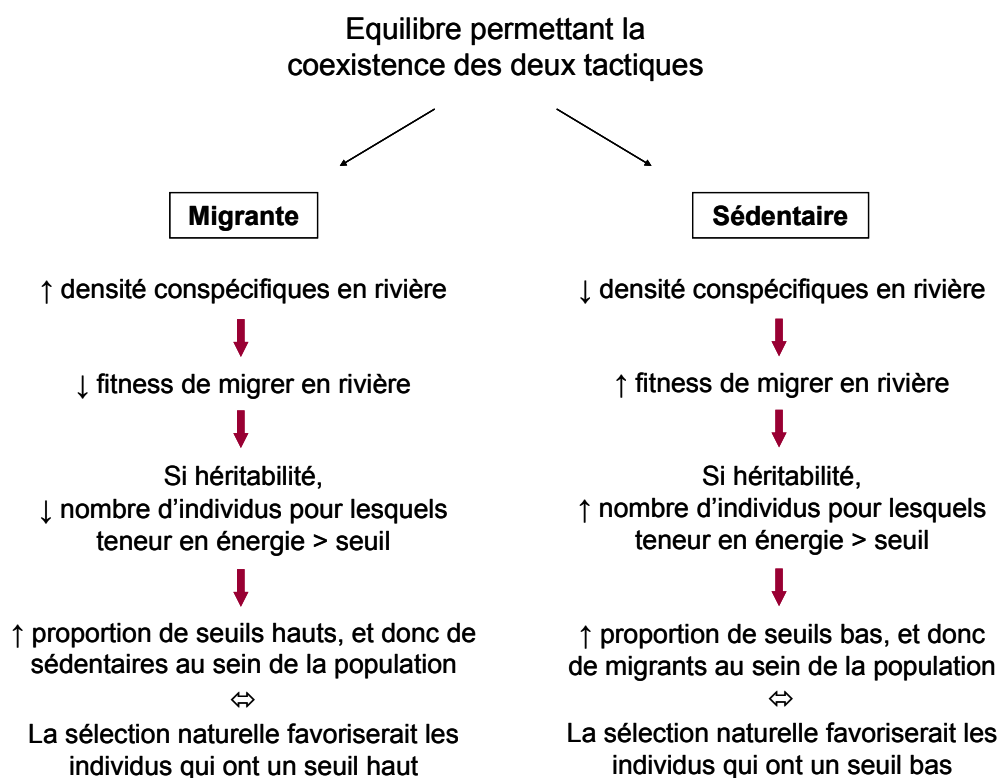 Equilibre permettant la
coexistence des deux tactiques
Migrante
↑ densité conspécifiques en rivière
↓ fitness de migrer en rivière
Si héritabilité,
↓ nombre d’individus pour lesquels
teneur en énergie > seuil
↑ proportion de seuils hauts, et donc de
sédentaires au sein de la population
⇔
La sélection naturelle favoriserait les
individus qui ont un seuil haut
Sédentaire
↓ densité conspécifiques en rivière
↑ fitness de migrer en rivière
Si héritabilité,
↑ nombre d’individus pour lesquels
teneur en énergie > seuil
↑ proportion de seuils bas, et donc
de migrants au sein de la population
⇔
La sélection naturelle favoriserait les
individus qui ont un seuil bas